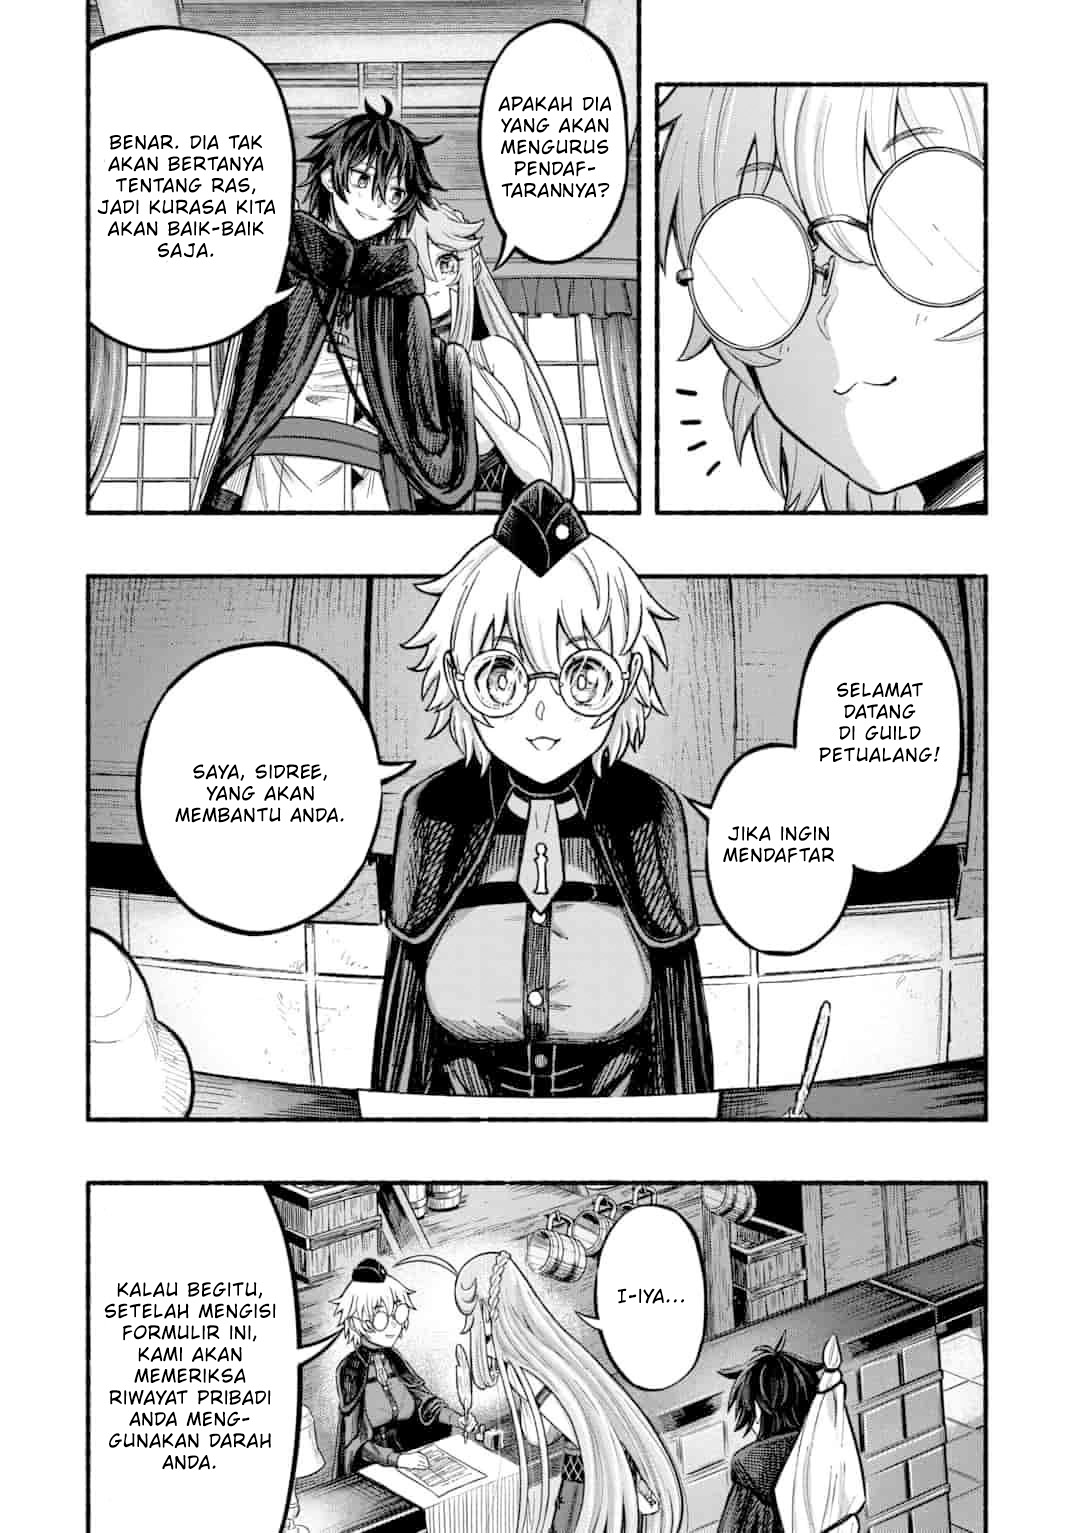 APAKAH DIA
YANG AKAN
MENGURUS
PENDAF-
TARANNYA?
BENAR. DIA TAK
AKAN BERTANYA
TENTANG RAS,
JADI KURASA KITA
AKAN BAIK-BAIK
SAJA.
SELAMAT
DATANG
DI GUILD
PETUALANG!
JIKA INGIN
MENDAFTAR
SAYA, SIDREE,
YANG AKAN
MEMBANTU ANDA.
I-IYA...
KALAU BEGITU,
SETELAH MENGISI
FORMULIR INI,
KAMI AKAN
MEMERIKSA
RIWAYAT PRIBADI
ANDA MENG-
GUNAKAN DARAH
ANDA.